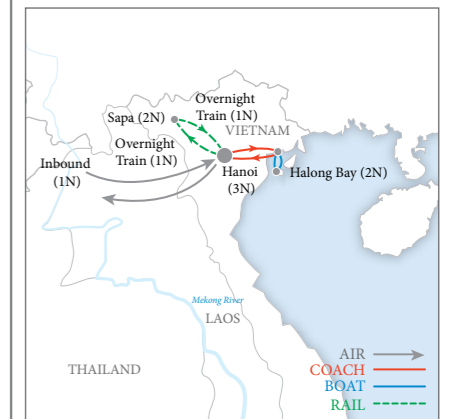 Overnight
Train (1N)
Sapa (2N)
VIETNAM
Overnight
Train (1N)
Inbound
(1N)
Hanoi
(3N)
Halong Bay (2N)
Mekong River
LAOS
THAILAND
AIR
COACH
BOAT
RAIL